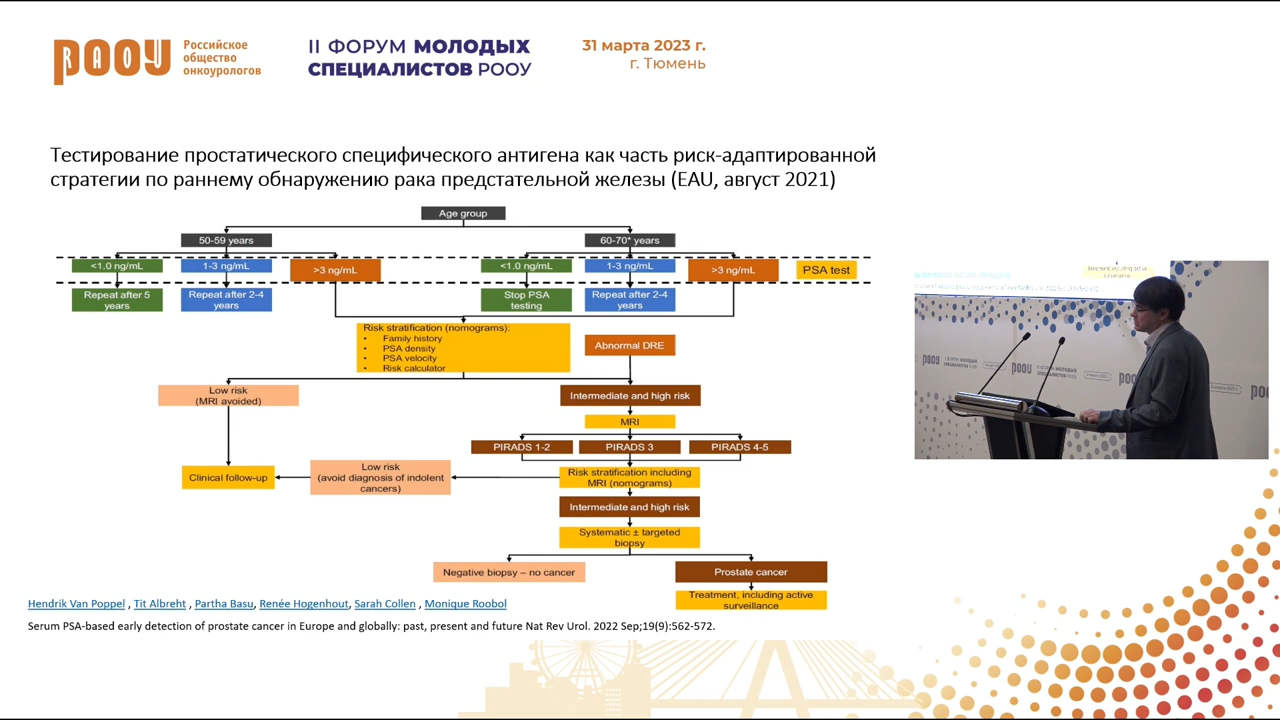 РООУ
RAOU
Российское
общество
онкоурологов
II ФОРУМ МОЛОДЫХ
СПЕЦИАЛИСТОВ РООУ
31 марта 2023 г.
г. Тюмень
Тестирование простатического специфического антигена как часть риск-адаптированной
стратегии по раннему обнаружению рака предстательной железы (EAU, август 2021)
Age group
50-59 years
60-70* years
<1.0 ng/mL
1-3 ng/mL
>3 ng/mL
<1.0 ng/mL
1-3 ng/mL
>3 ng/mL
PSA test
Repeat after 5
years
Repeat after 2-4
years
Stop PSA
testing
Repeat after 2-4
years
Risk stratification (nomograms):
• Family history
• PSA density
• PSA velocity
• Risk calculator
Abnormal DRE
Low risk
(MRI avoided)
Intermediate and high risk
MRI
PIRADS 1-2
PIRADS 3
PIRADS 4-5
Clinical follow-up
Low risk
(avoid diagnosis of indolent
cancers)
Risk stratification including
MRI (nomograms)
Intermediate and high risk
Systematic ± targeted
biopsy
Negative biopsy – no cancer
Prostate cancer
Treatment, including active
surveillance
Hendrik Van Poppel , Tit Albreht , Partha Basu, Renée Hogenhout, Sarah Collen , Monique Roobol
Serum PSA-based early detection of prostate cancer in Europe and globally: past, present and future Nat Rev Urol. 2022 Sep;19(9):562-572.
РООУ
РООУ